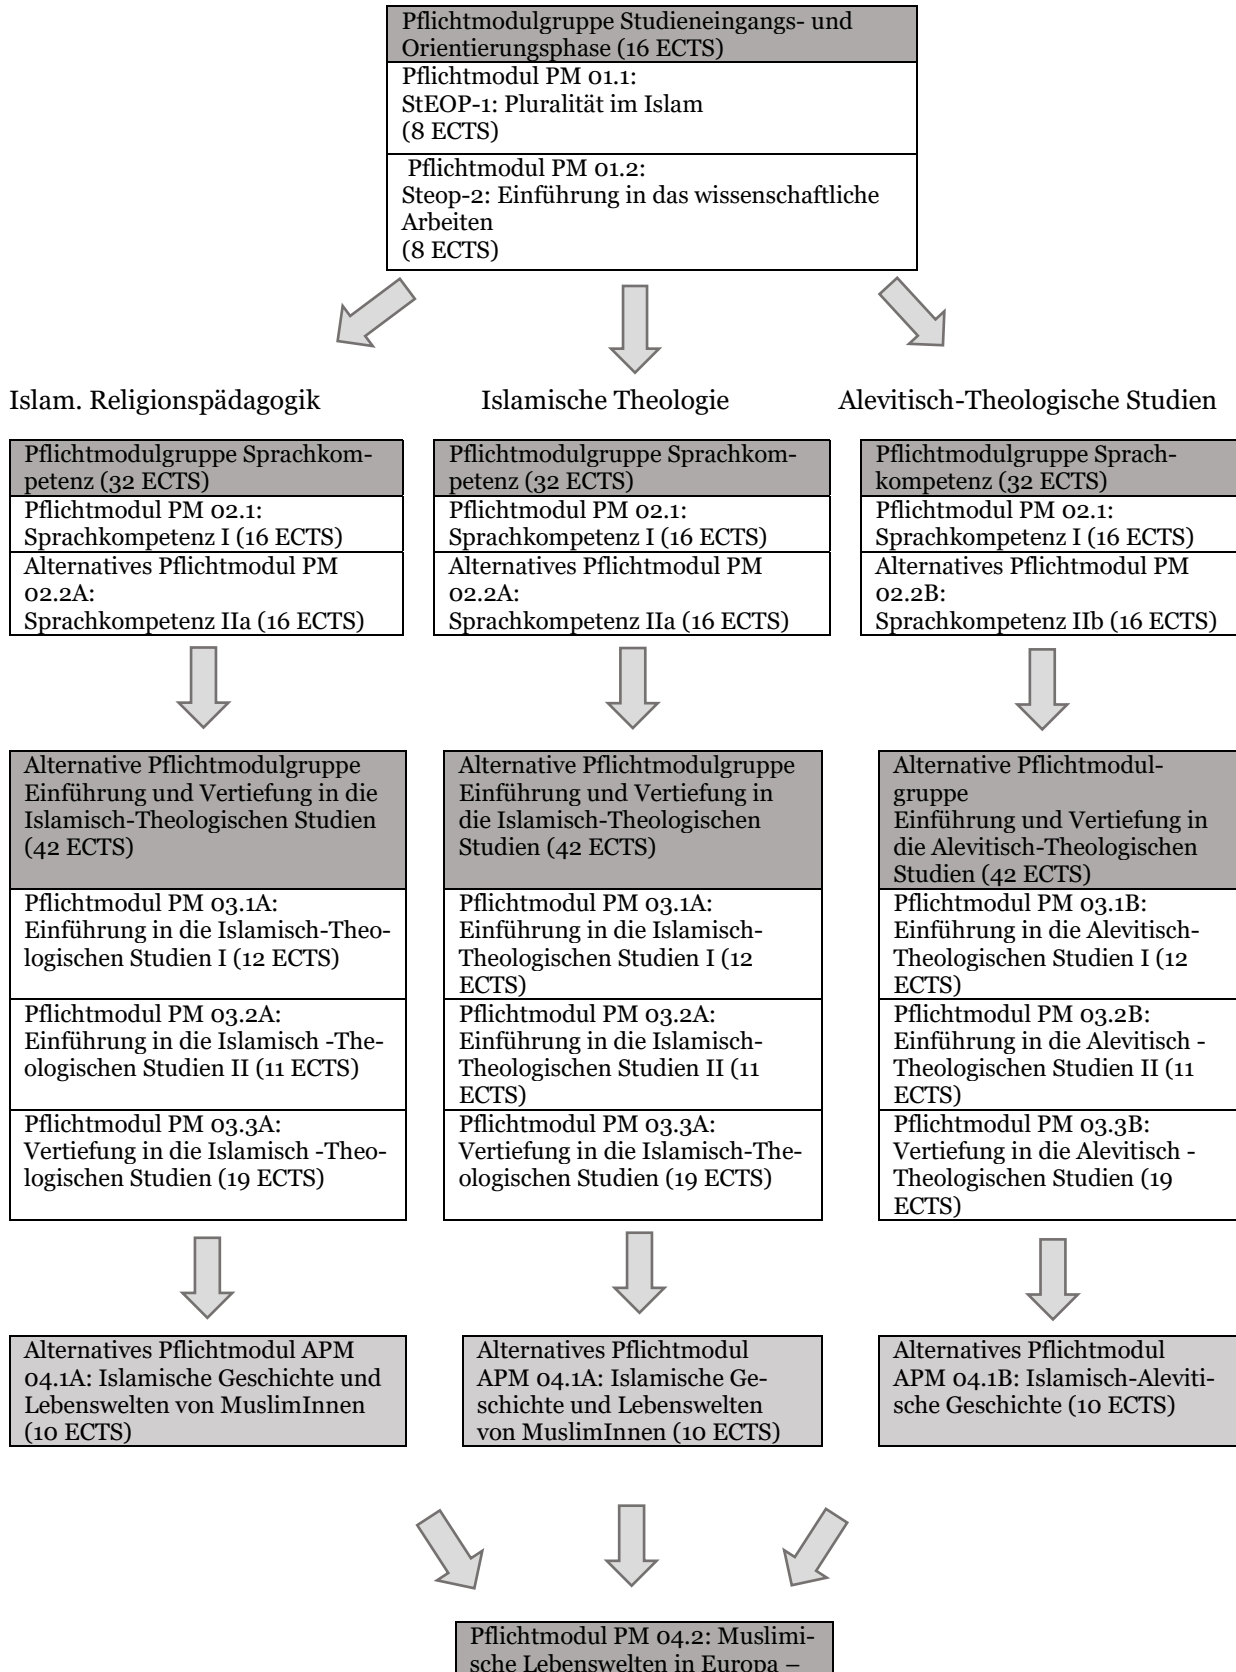 Pflichtmodulgruppe Studieneingangs- und
Orientierungsphase (16 ECTS)
Pflichtmodul PM 01.1:
StEOP-1: Pluralität im Islam
(8 ECTS)
Pflichtmodul PM 01.2:
Steop-2: Einführung in das wissenschaftliche
Arbeiten
(8 ECTS)
Islam. Religionspädagogik
Islamische Theologie
Alevitisch-Theologische Studien
Pflichtmodulgruppe Sprachkom-
petenz (32 ECTS)
Pflichtmodul PM 02.1:
Sprachkompetenz I (16 ECTS)
Alternatives Pflichtmodul PM
02.2A:
Sprachkompetenz IIa (16 ECTS)
Pflichtmodulgruppe Sprachkom-
petenz (32 ECTS)
Pflichtmodul PM 02.1:
Sprachkompetenz I (16 ECTS)
Alternatives Pflichtmodul PM
02.2A:
Sprachkompetenz IIa (16 ECTS)
Pflichtmodulgruppe Sprach-
kompetenz (32 ECTS)
Pflichtmodul PM 02.1:
Sprachkompetenz I (16 ECTS)
Alternatives Pflichtmodul PM
02.2B:
Sprachkompetenz IIb (16 ECTS)
Alternative Pflichtmodulgruppe
Einführung und Vertiefung in die
Islamisch-Theologischen Studien
(42 ECTS)
Pflichtmodul PM 03.1A:
Einführung in die Islamisch-Theo-
logischen Studien I (12 ECTS)
Pflichtmodul PM 03.2A:
Einführung in die Islamisch -The-
ologischen Studien II (11 ECTS)
Pflichtmodul PM 03.3A:
Vertiefung in die Islamisch -Theo-
logischen Studien (19 ECTS)
Alternative Pflichtmodulgruppe
Einführung und Vertiefung in
die Islamisch-Theologischen
Studien (42 ECTS)
Pflichtmodul PM 03.1A:
Einführung in die Islamisch-
Theologischen Studien I (12
ECTS)
Pflichtmodul PM 03.2A:
Einführung in die Islamisch-
Theologischen Studien II (11
ECTS)
Pflichtmodul PM 03.3A:
Vertiefung in die Islamisch-The-
ologischen Studien (19 ECTS)
Alternative Pflichtmodul-
gruppe
Einführung und Vertiefung in
die Alevitisch-Theologischen
Studien (42 ECTS)
Pflichtmodul PM 03.1B:
Einführung in die Alevitisch-
Theologischen Studien I (12
ECTS)
Pflichtmodul PM 03.2B:
Einführung in die Alevitisch -
Theologischen Studien II (11
ECTS)
Pflichtmodul PM 03.3B:
Vertiefung in die Alevitisch -
Theologischen Studien (19
ECTS)
Alternatives Pflichtmodul APM
04.1A: Islamische Geschichte und
Lebenswelten von MuslimInnen
(10 ECTS)
Alternatives Pflichtmodul
APM 04.1A: Islamische Ge-
schichte und Lebenswelten
von MuslimInnen (10 ECTS)
Alternatives Pflichtmodul
APM 04.1B: Islamisch-Aleviti-
sche Geschichte (10 ECTS)
Pflichtmodul PM 04.2: Muslimi-
sche Lebenswelten in Europa –